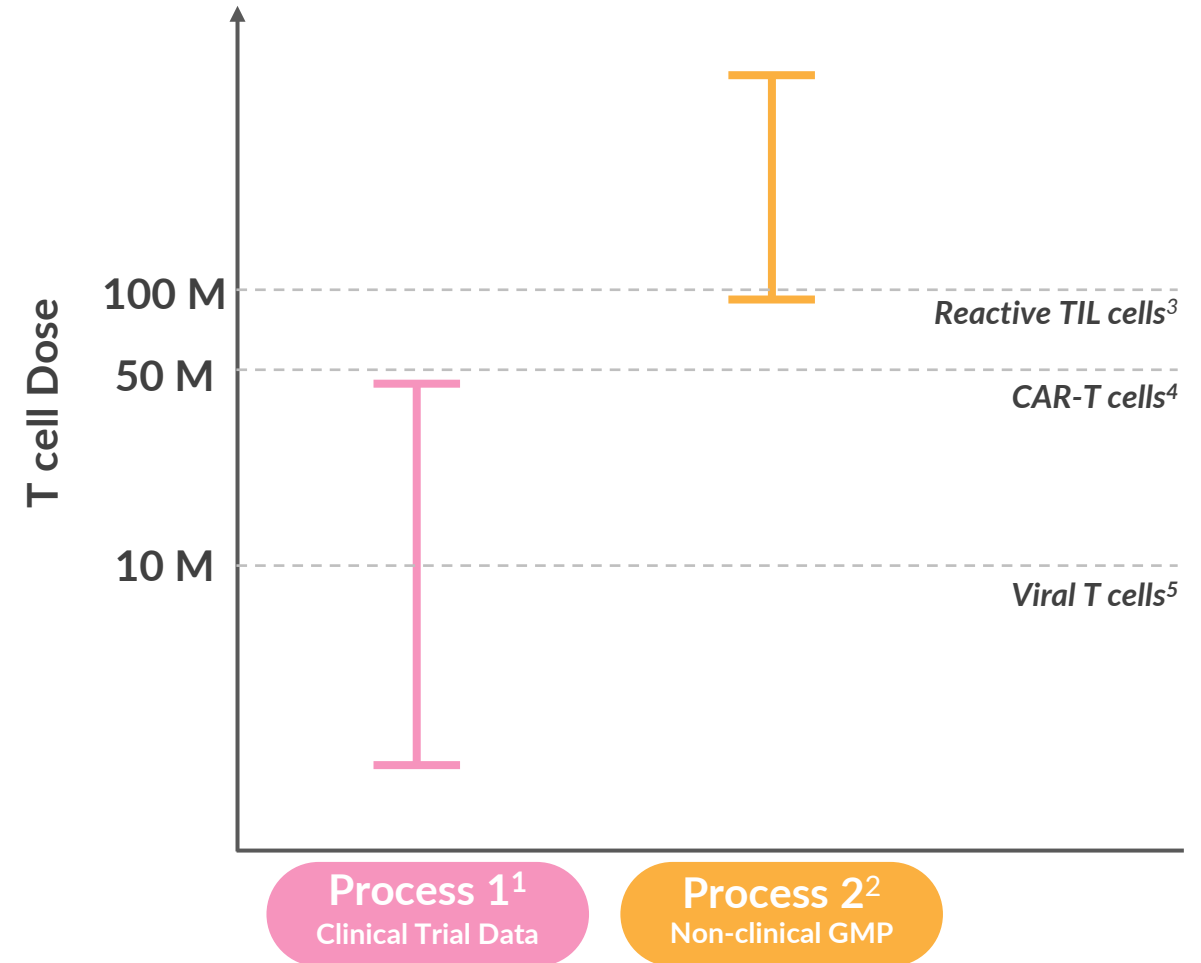 T cell Dose
100 M
Reactive TIL cells³
50 M
CAR-T cells⁴
10 M
Viral T cells⁵
Process 1¹
Clinical Trial Data
Process 2²
Non-clinical GMP